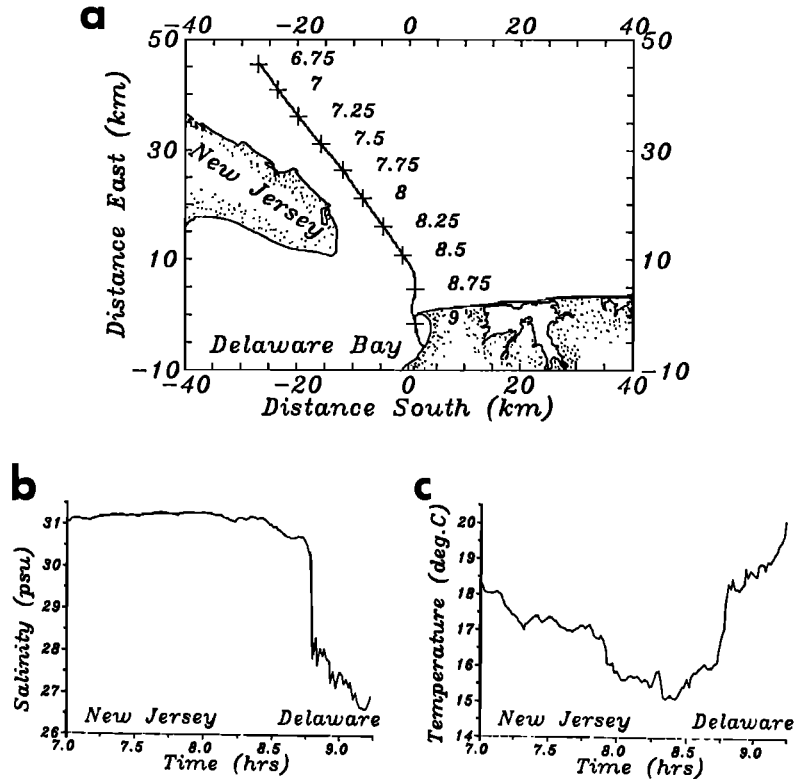 a
−40 −20 0 20 40
50 50
6.75
7
7.25
7.5
30 New Jersey 7.75 30
8
8.25
10 8.5 10
8.75
9
Delaware Bay
−10 −10
−40 −20 0 20 40
Distance East (km)
Distance South (km)
b
31
30
29
28
27
26
Salinity (psu)
New Jersey Delaware
7.0 7.5 8.0 8.5 9.0
Time (hrs)
c
20
19
18
17
16
15
14
Temperature (deg.C)
New Jersey Delaware
7.0 7.5 8.0 8.5 9.0
Time (hrs)